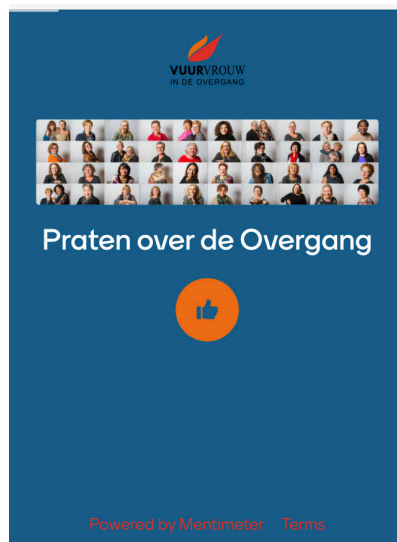 VUURVROUW
IN DE OVERGANG
Praten over de Overgang
Powered by Mentimeter Terms